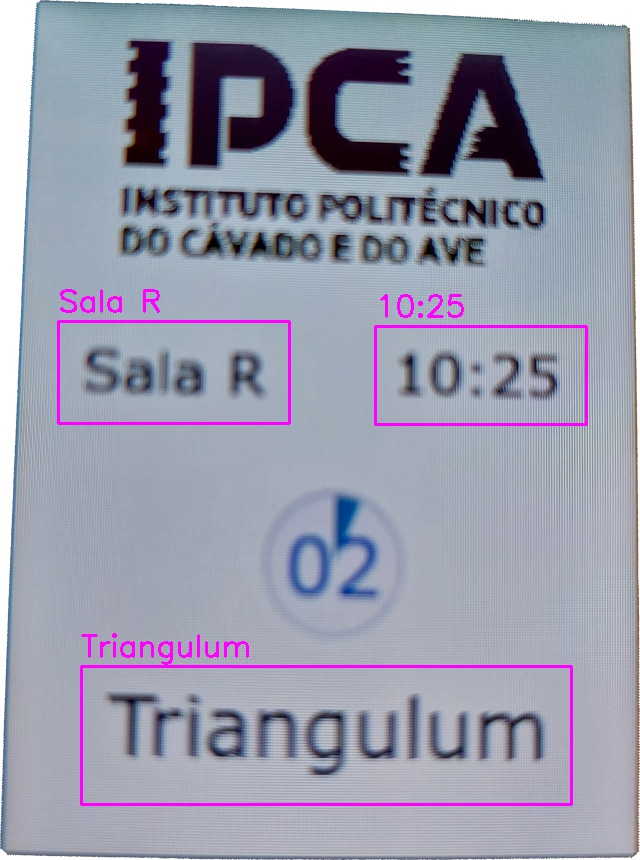 IPCA
INSTITUTO POLITÉCNICO
DO CÁVADO E DO AVE
Sala R 10:25
Sala R 10:25
02
Triangulum
Triangulum